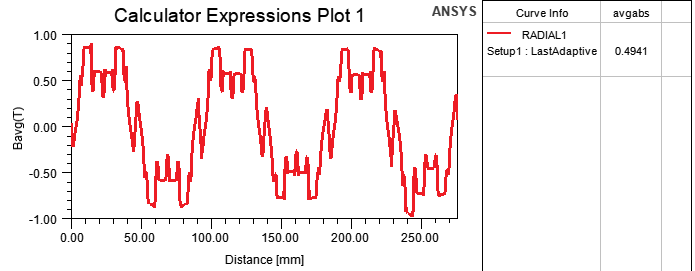 Calculator Expressions Plot 1
ANSYS
Curve Info
avgabs
RADIAL1
Setup1 : LastAdaptive
0.4941
Bavg(T)
1.00
0.50
0.00
-0.50
-1.00
0.00
50.00
100.00
150.00
200.00
250.00
Distance [mm]